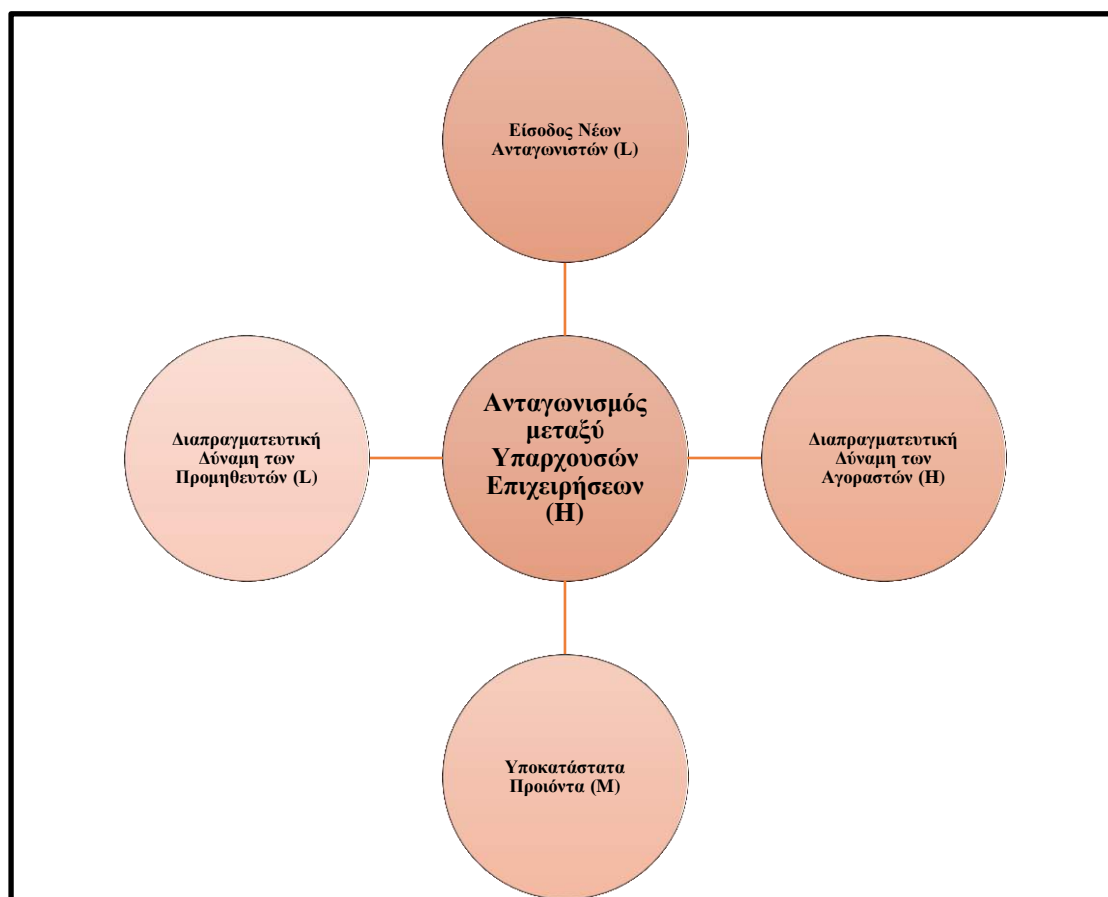 Είσοδος Νέων
Ανταγωνιστών (L)
Διαπραγματευτική
Δύναμη των
Προμηθευτών (L)
Ανταγωνισμός
μεταξύ
Υπαρχουσών
Επιχειρήσεων
(H)
Διαπραγματευτική
Δύναμη των
Αγοραστών (H)
Υποκατάστατα
Προιόντα (M)